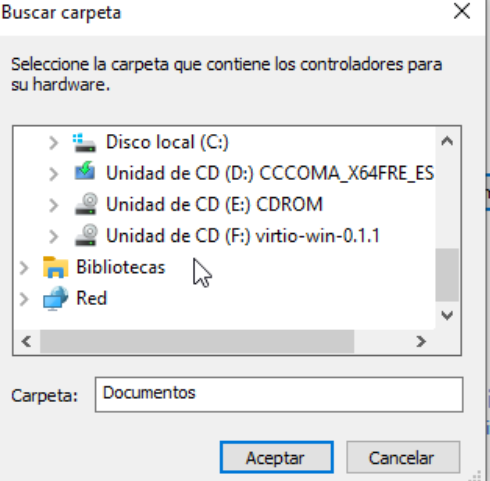 Buscar carpeta
Seleccione la carpeta que contiene los controladores para
su hardware.
Disco local (C:)
Unidad de CD (D:) CCCOMA_X64FRE_ES
Unidad de CD (E:) CDROM
Unidad de CD (F:) virtio-win-0.1.1
Bibliotecas
Red
Carpeta: Documentos
Aceptar Cancelar